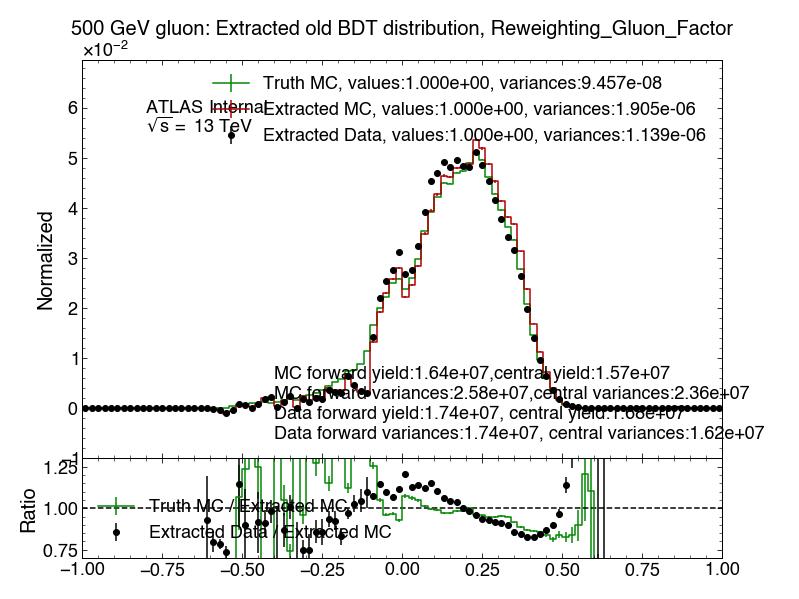 500 GeV gluon: Extracted old BDT distribution, Reweighting_Gluon_Factor
×10⁻²
Truth MC, values:1.000e+00, variances:9.457e-08
ATLAS Internal
Extracted MC, values:1.000e+00, variances:1.905e-06
√s = 13 TeV
Extracted Data, values:1.000e+00, variances:1.139e-06
6
5
4
3
2
1
0
−1
Normalized
MC forward yield:1.64e+07,central yield:1.57e+07
MC forward variances:2.58e+07,central variances:2.36e+07
Data forward yield:1.74e+07, central yield:1.68e+07
Data forward variances:1.74e+07, central variances:1.62e+07
1.25
1.00
0.75
Ratio
Truth MC / Extracted MC
Extracted Data / Extracted MC
−1.00 −0.75 −0.50 −0.25 0.00 0.25 0.50 0.75 1.00